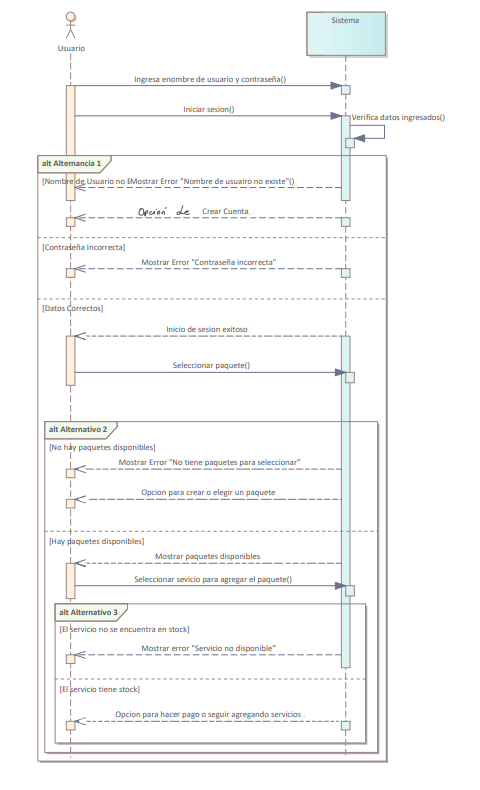 Sistema
Usuario
Ingresa enombre de usuario y contraseña()
Iniciar sesion()
Verifica datos ingresados()
alt Alternancia 1
[Nombre de Usuario no E
Mostrar Error "Nombre de usuairo no existe"()
Opcion de Crear Cuenta
[Contraseña Incorrecta]
Mostrar Error "Contraseña incorrecta"
[Datos Correctos]
Inicio de sesion exitoso
Seleccionar paquete()
alt Alternativo 2
[No hay paquetes disponibles]
Mostrar Error "No tiene paquetes para seleccionar"
Opcion para crear o elegir un paquete
[Hay paquetes disponibles]
Mostrar paquetes disponibles
Seleccionar sevicio para agregar el paquete()
alt Alternativo 3
[El servicio no se encuentra en stock]
Mostrar error "Servicio no disponible"
[El servicio tiene stock]
Opcion para hacer pago o seguir agregando servicios